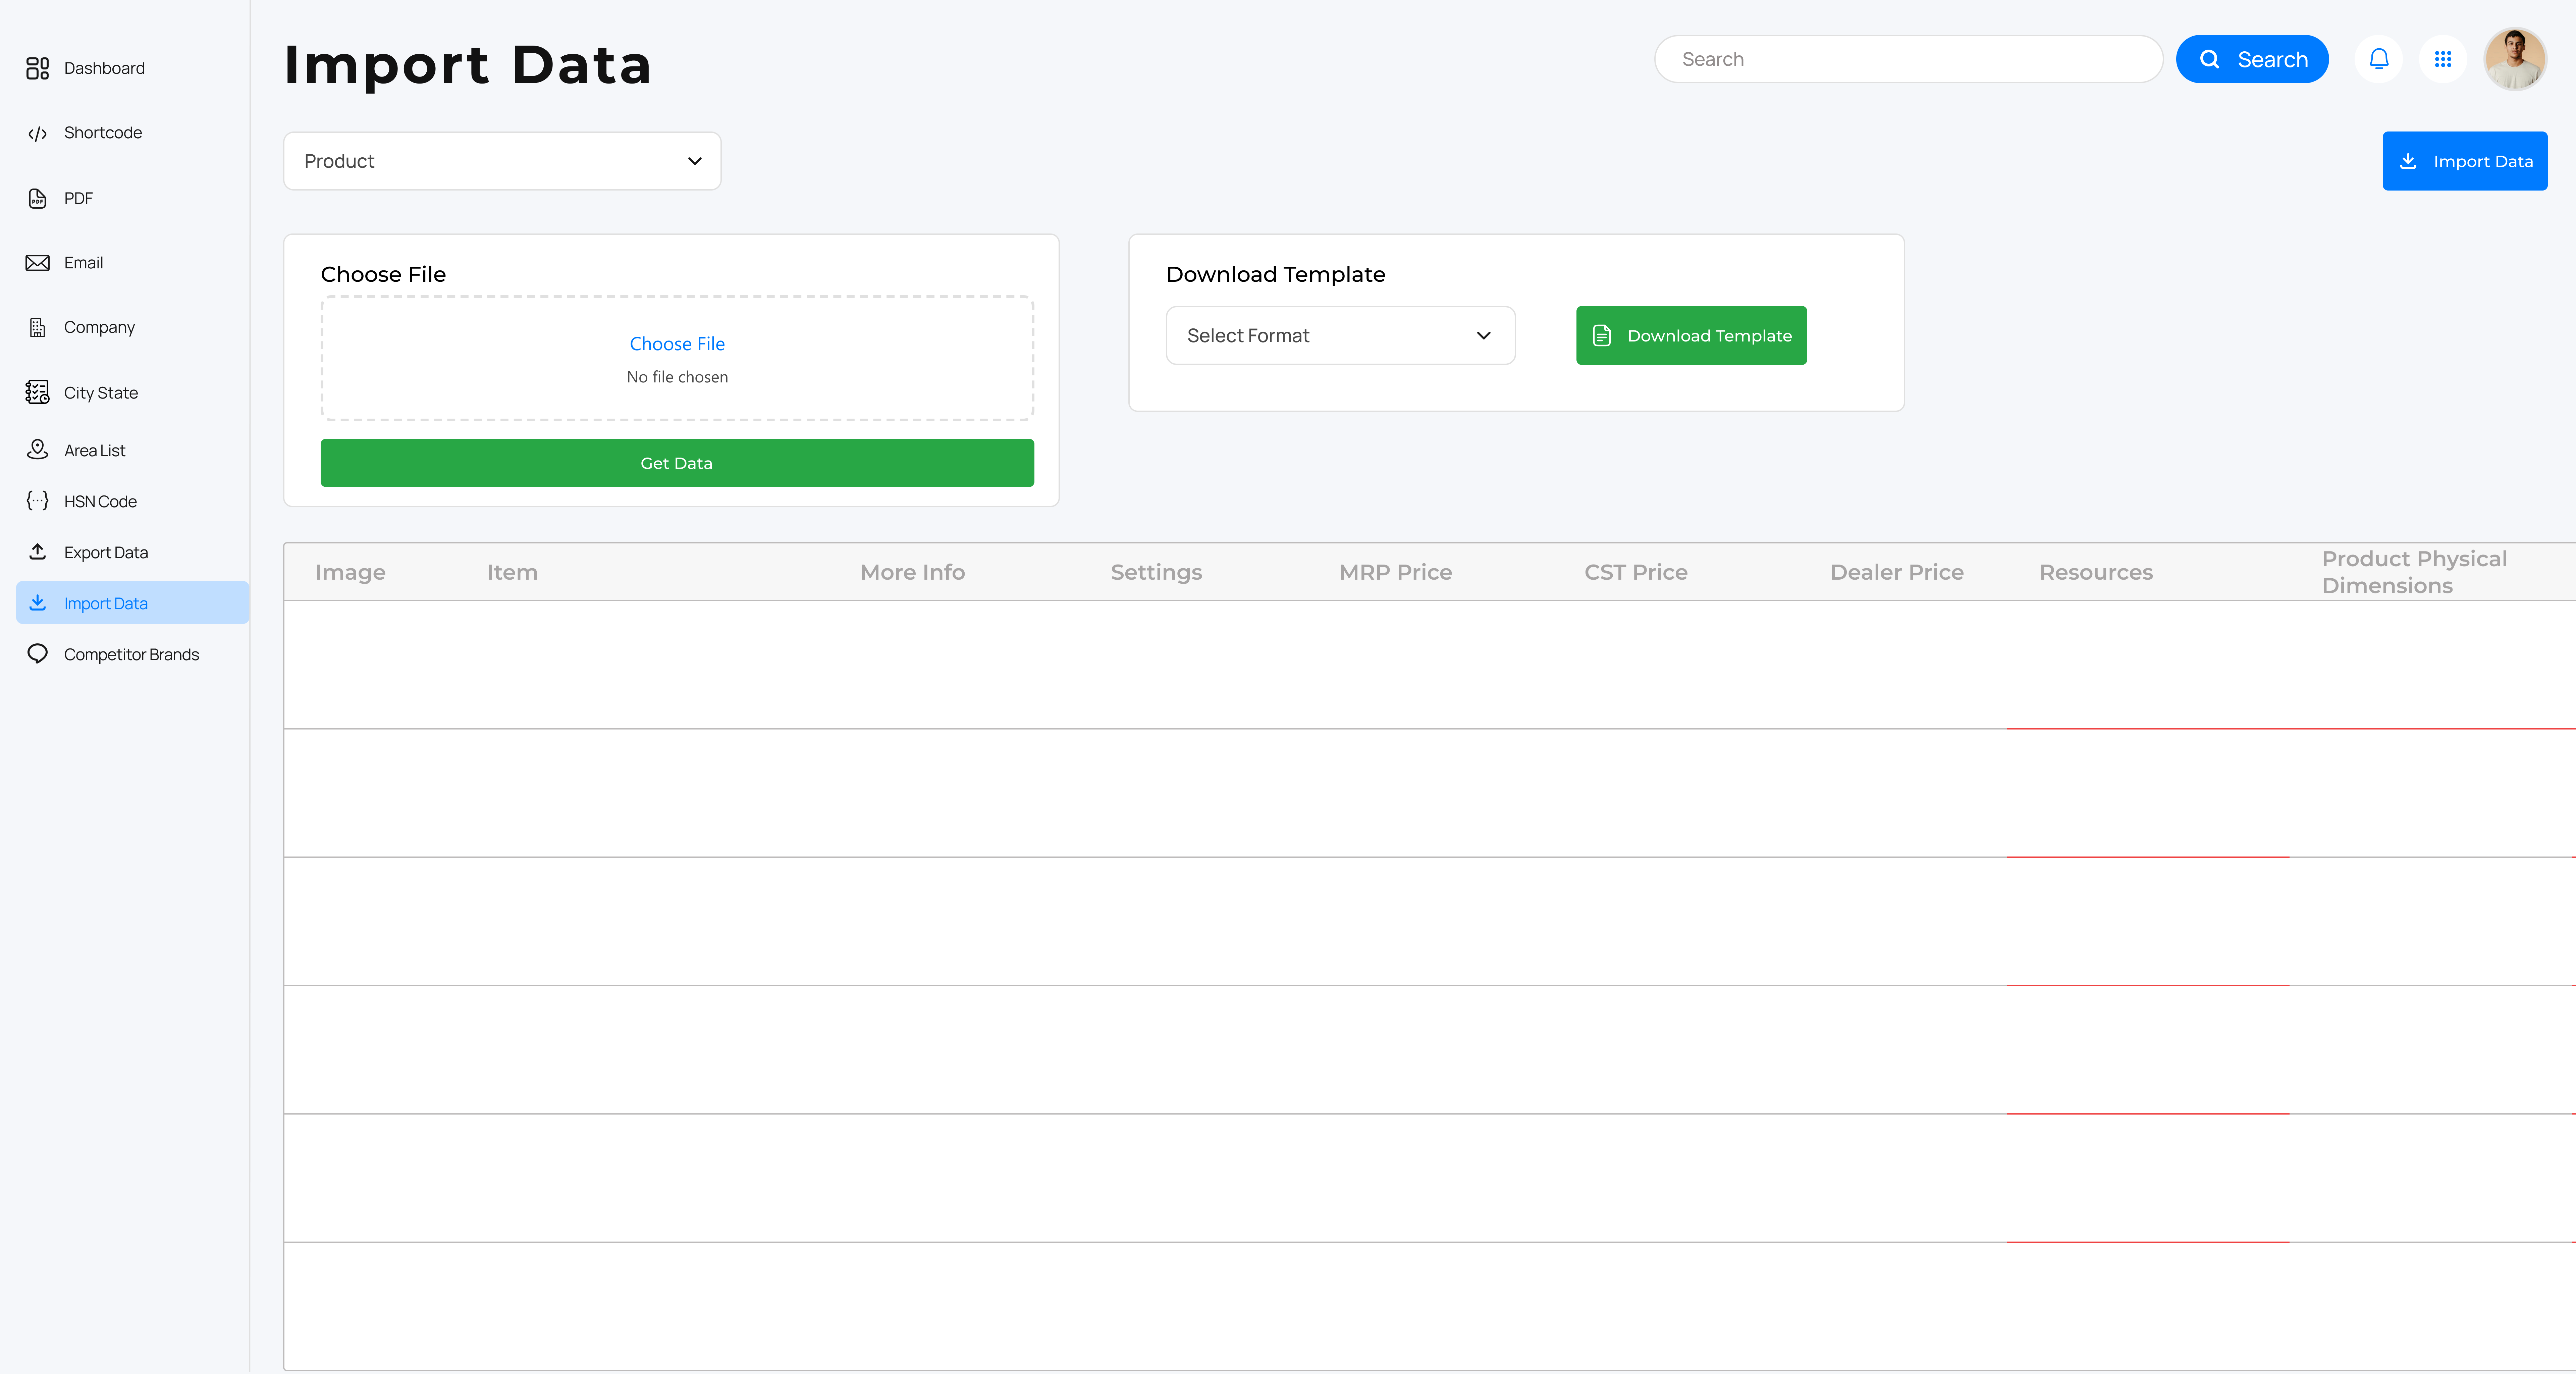 Dashboard
Shortcode
PDF
Email
Company
City State
Area List
HSN Code
Export Data
Import Data
Competitor Brands
Import Data
Search
Search
Product
Import Data
Choose File
Choose File
No file chosen
Get Data
Download Template
Select Format
Download Template
Image
Item
More Info
Settings
MRP Price
CST Price
Dealer Price
Resources
Product Physical
Dimensions